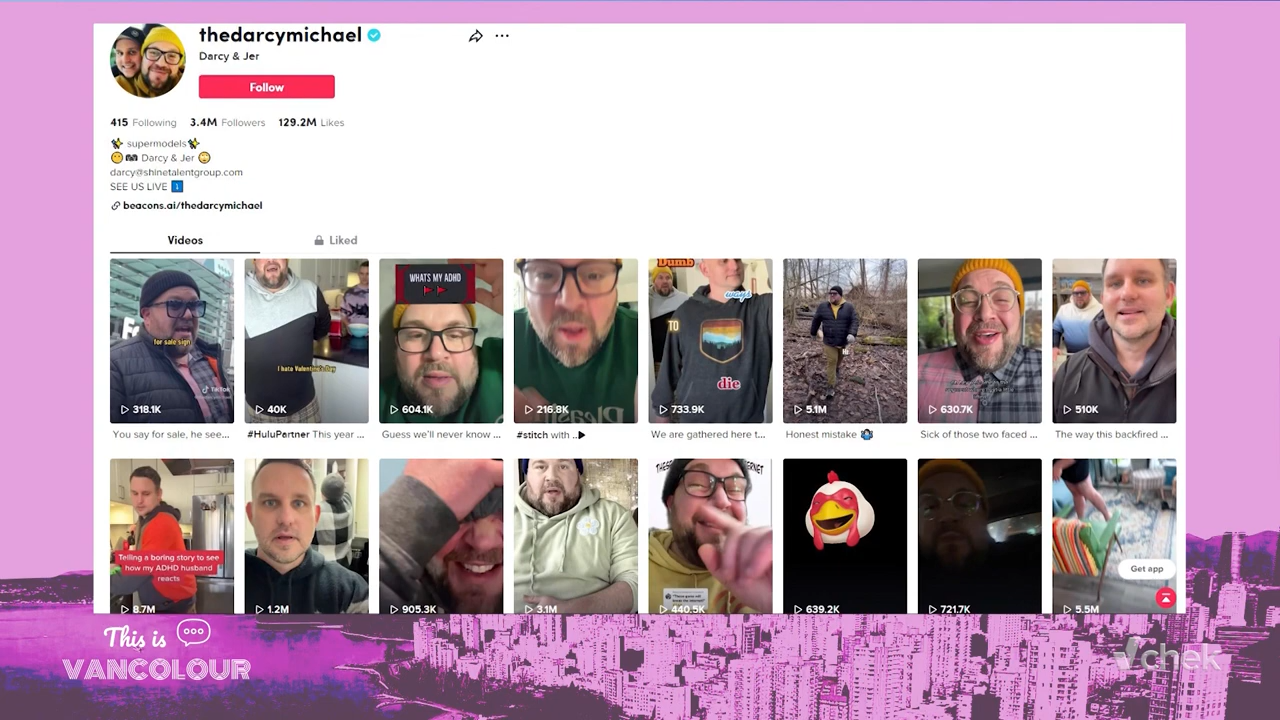 thedarcymichael
Darcy & Jer
Follow
415 Following 3.4M Followers 129.2M Likes
supermodels
Darcy & Jer
darcy@shinetalentgroup.com
SEE US LIVE
beacons.ai/thedarcymichael
Videos Liked
for sale sign
TikTok
318.1K
I hate Valentine's Day
40K
WHATS MY ADHD
604.1K
216.8K
Dumb
ways
TO
die
733.9K
Hi
5.1M
630.7K
510K
You say for sale, he see...
#HuluPartner This year ...
Guess we'll never know ...
#stitch with ..
We are gathered here t...
Honest mistake
Sick of those two faced ...
The way this backfired ...
Telling a boring story to see
how my ADHD husband
reacts
8.7M
1.2M
905.3K
3.1M
440.5K
639.2K
721.7K
Get app
5.5M
This is
VANCOLOUR
chek